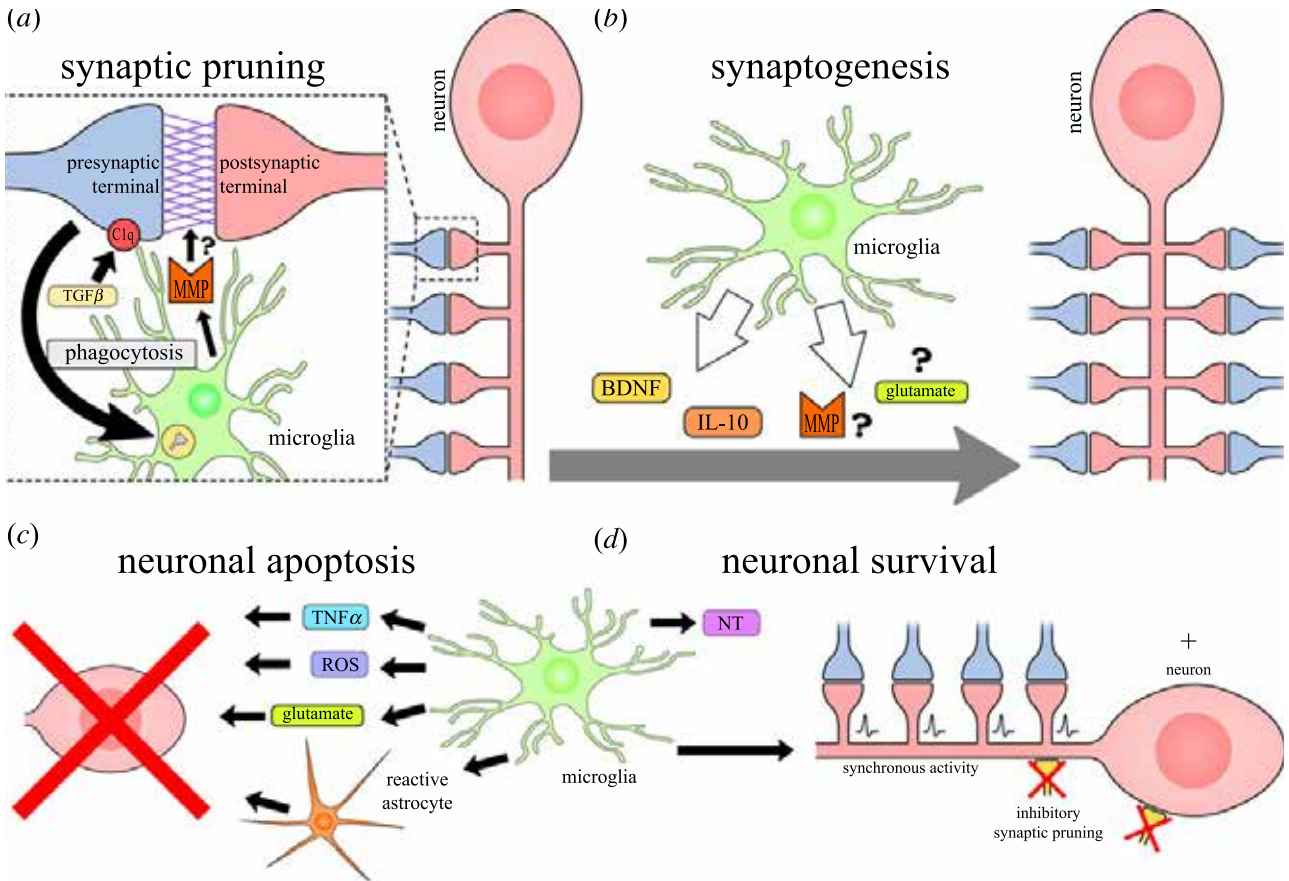 (a)
synaptic pruning
presynaptic
terminal
postsynaptic
terminal
C1q
?
TGFβ
MMP
phagocytosis
microglia
neuron
(b)
synaptogenesis
microglia
BDNF
IL-10
MMP
?
?
glutamate
neuron
(c)
neuronal apoptosis
TNFα
ROS
glutamate
reactive
astrocyte
microglia
(d)
neuronal survival
NT
+
neuron
synchronous activity
inhibitory
synaptic pruning